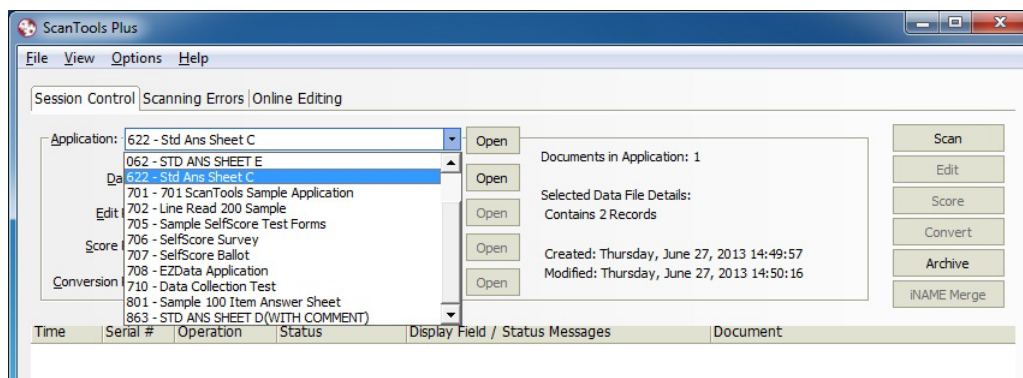 ScanTools Plus
File View Options Help
Session Control Scanning Errors Online Editing
Application: 622 - Std Ans Sheet C Open
062 - STD ANS SHEET E
622 - Std Ans Sheet C
701 - 701 ScanTools Sample Application
702 - Line Read 200 Sample
705 - Sample SelfScore Test Forms
706 - SelfScore Survey
707 - SelfScore Ballot
708 - EZData Application
710 - Data Collection Test
801 - Sample 100 Item Answer Sheet
863 - STD ANS SHEET D(WITH COMMENT)
Da
Edit
Score
Conversion
Open
Open
Open
Open
Documents in Application: 1
Selected Data File Details:
Contains 2 Records
Created: Thursday, June 27, 2013 14:49:57
Modified: Thursday, June 27, 2013 14:50:16
Scan
Edit
Score
Convert
Archive
iNAME Merge
Time Serial # Operation Status Display Field / Status Messages Document